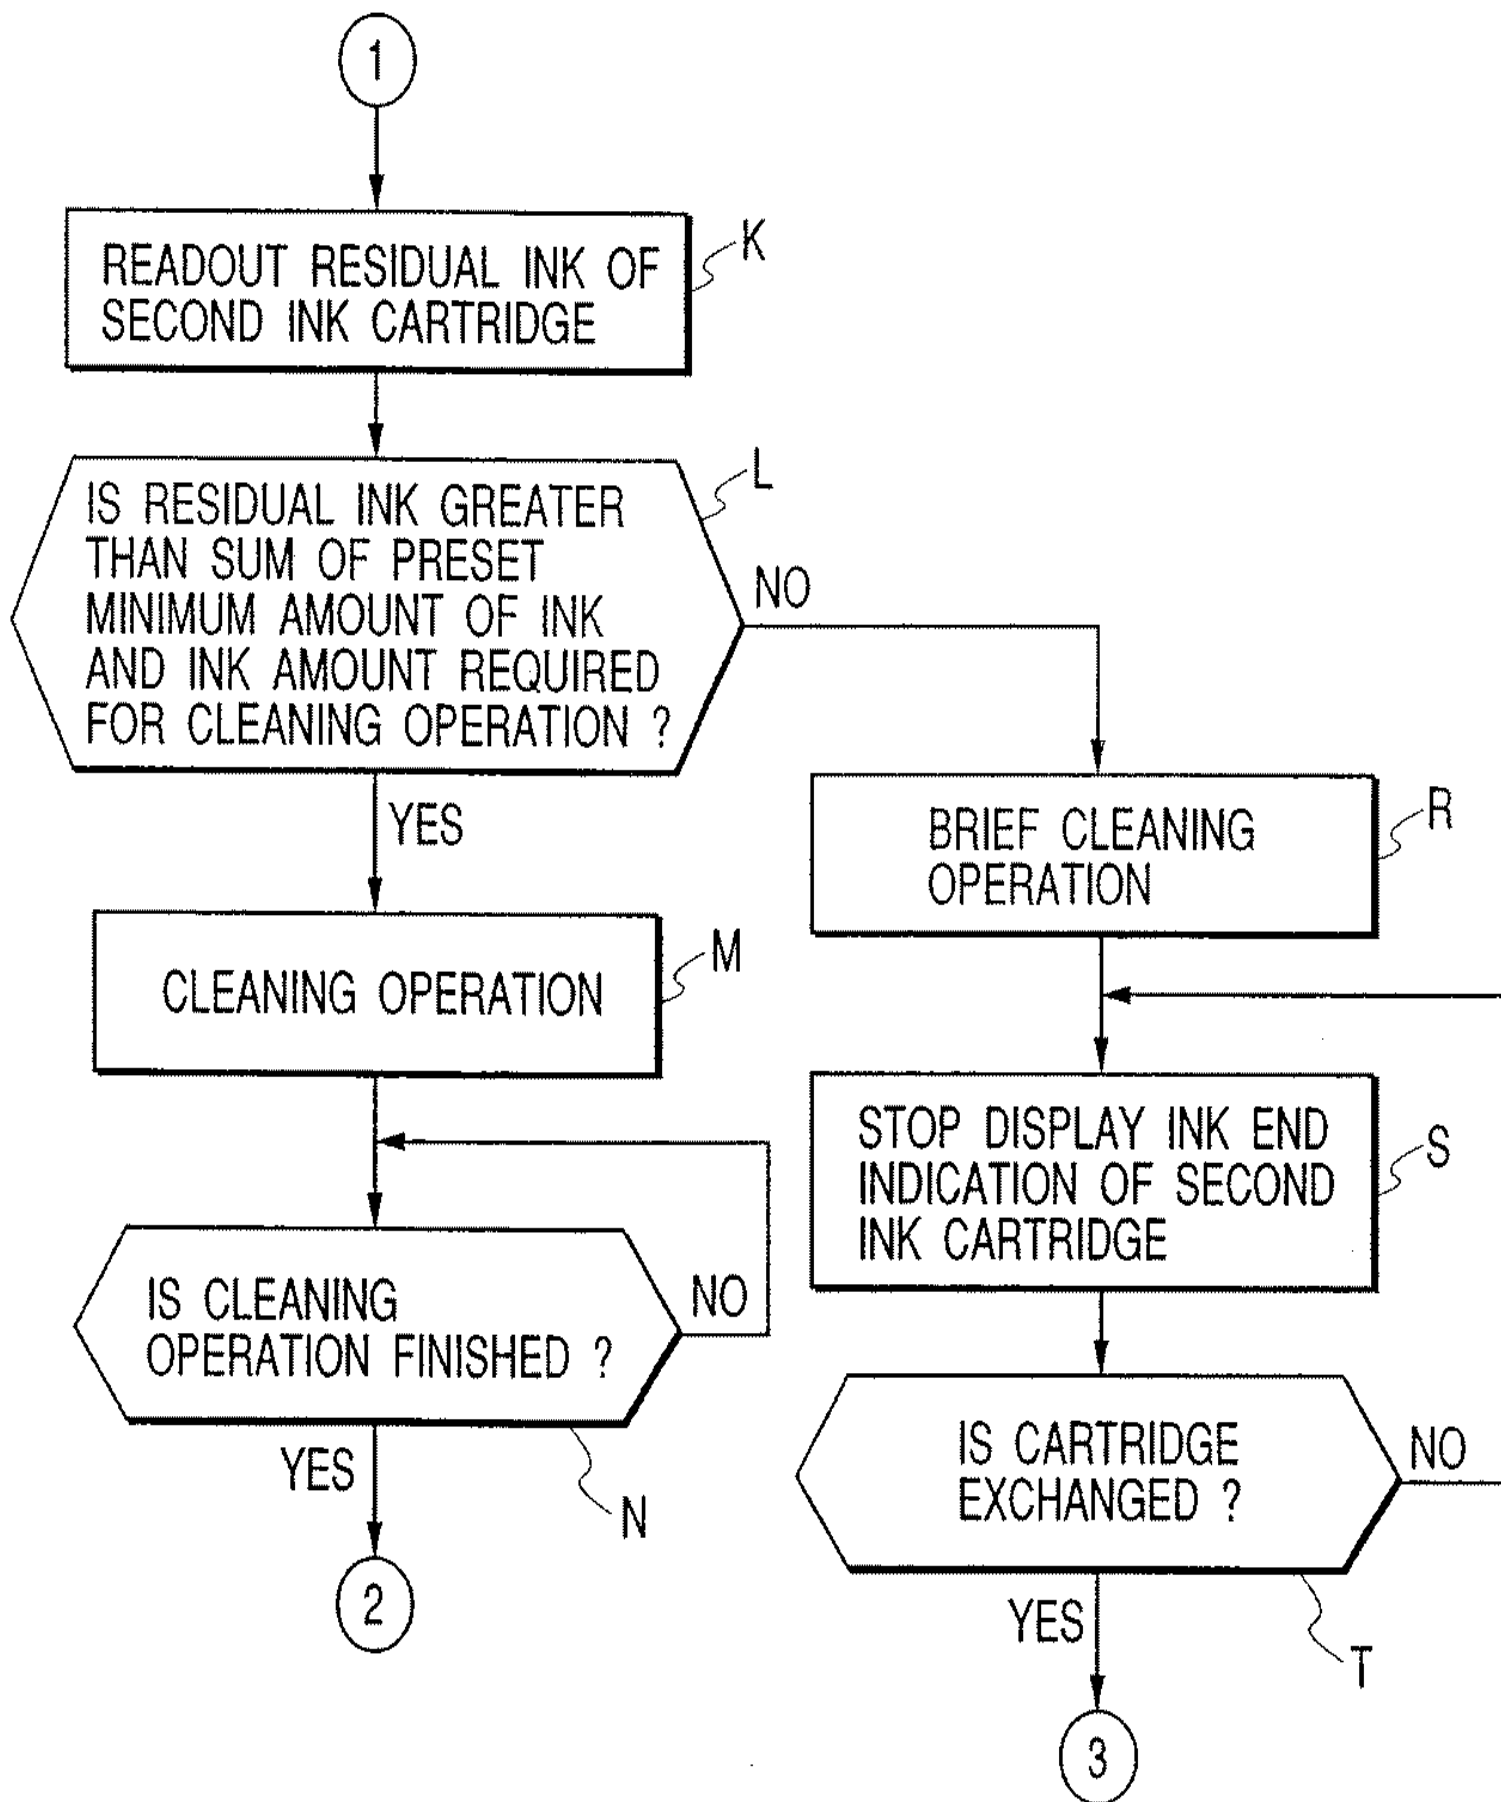 1
READOUT RESIDUAL INK OF
SECOND INK CARTRIDGE
K
IS RESIDUAL INK GREATER
THAN SUM OF PRESET
MINIMUM AMOUNT OF INK
AND INK AMOUNT REQUIRED
FOR CLEANING OPERATION ?
L
NO
YES
BRIEF CLEANING
OPERATION
R
CLEANING OPERATION
M
STOP DISPLAY INK END
INDICATION OF SECOND
INK CARTRIDGE
S
IS CLEANING
OPERATION FINISHED ?
NO
YES
N
2
IS CARTRIDGE
EXCHANGED ?
NO
YES
T
3